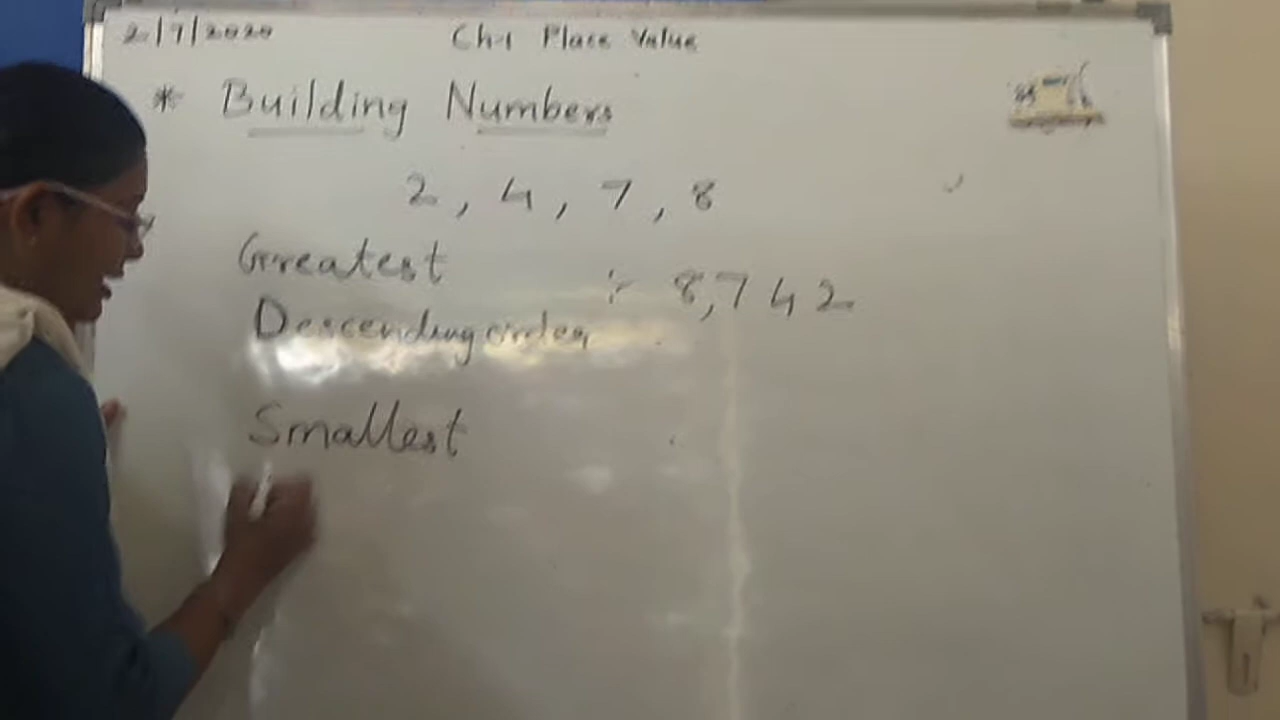 2/7/2020 Ch-1 Place Value
* Building Numbers
2, 4, 7, 8
Greatest
:- 8,742
Descending order
Smallest